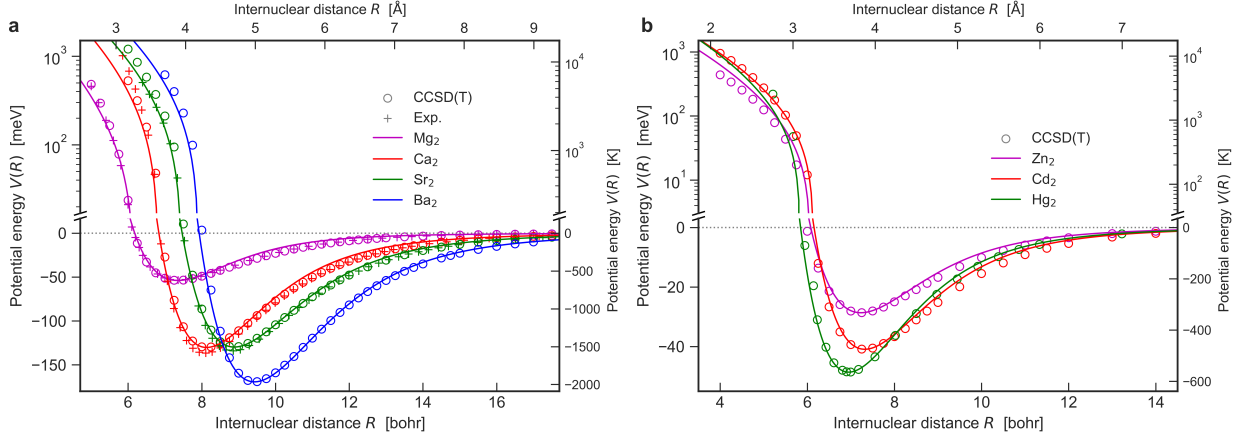 Internuclear distance R [Å]
a
3 4 5 6 7 8 9
10³
10²
0
−50
−100
−150
Potential energy V(R) [meV]
CCSD(T)
Exp.
Mg₂
Ca₂
Sr₂
Ba₂
10⁴
10³
0
−500
−1000
−1500
−2000
Potential energy V(R) [K]
6 8 10 12 14 16
Internuclear distance R [bohr]
Internuclear distance R [Å]
b
2 3 4 5 6 7
10³
10²
10¹
0
−20
−40
Potential energy V(R) [meV]
CCSD(T)
Zn₂
Cd₂
Hg₂
10⁴
10³
10²
0
−200
−400
−600
Potential energy V(R) [K]
4 6 8 10 12 14
Internuclear distance R [bohr]